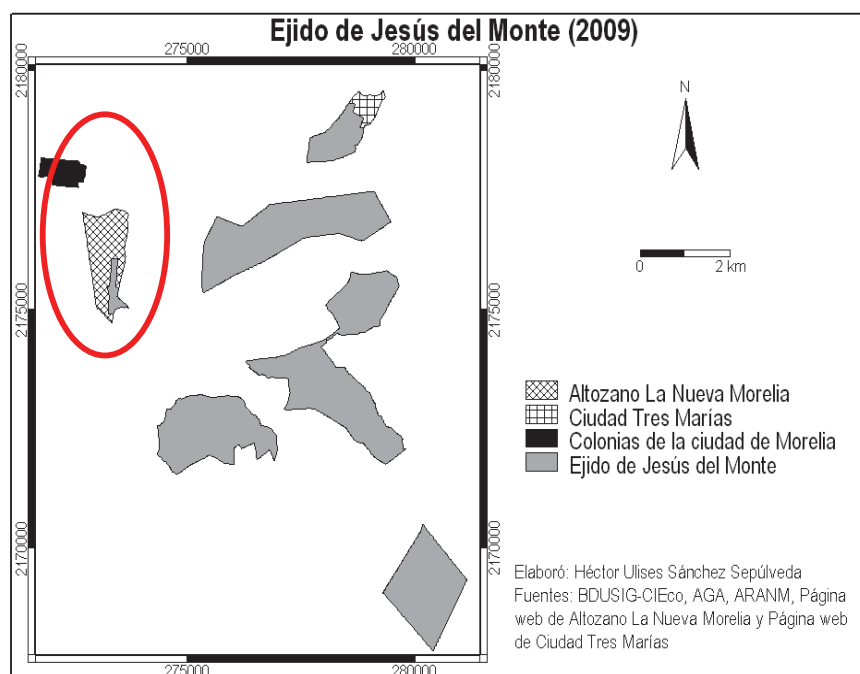 Ejido de Jesús del Monte (2009)
275000
280000
2180000
2180000
N
0
2 km
2175000
2175000
Altozano La Nueva Morelia
Ciudad Tres Marías
Colonias de la ciudad de Morelia
Ejido de Jesús del Monte
2170000
2170000
Elaboró: Héctor Ulises Sánchez Sepúlveda
Fuentes: BDUSIG-CIEco, AGA, ARANM, Página
web de Altozano La Nueva Morelia y Página web
de Ciudad Tres Marías
275000
280000